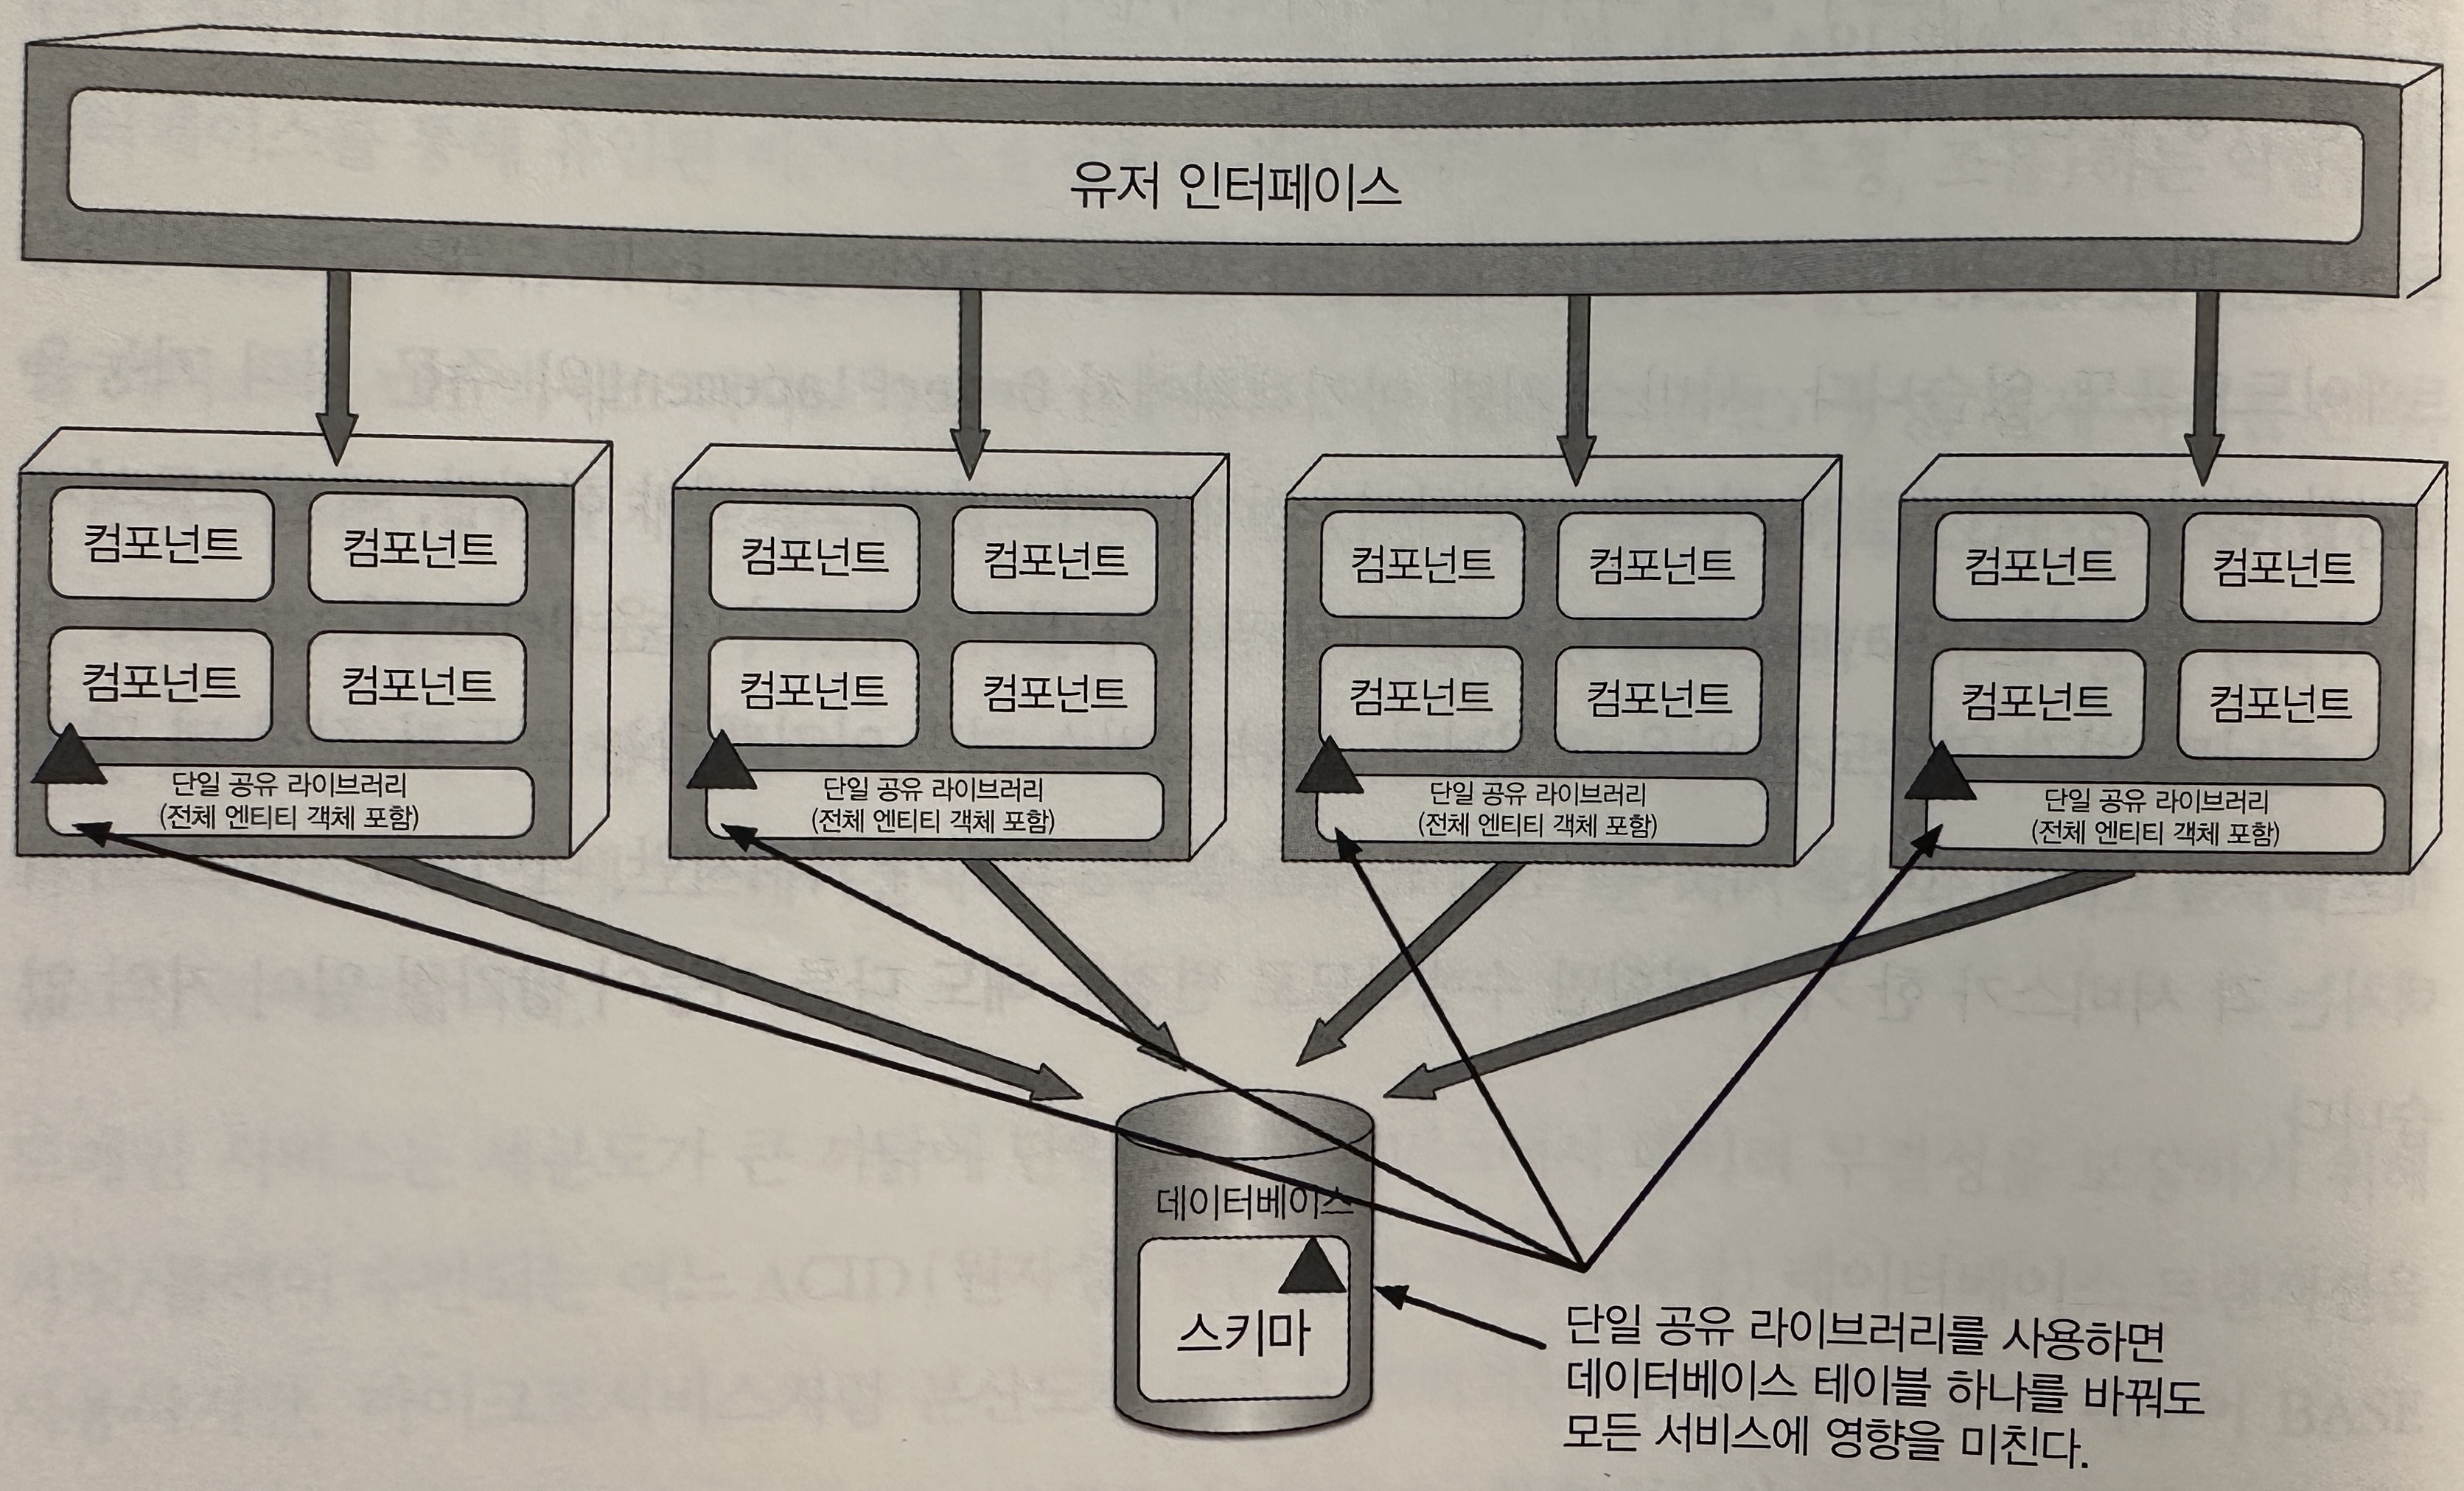 유저 인터페이스
컴포넌트 컴포넌트
컴포넌트 컴포넌트
단일 공유 라이브러리
(전체 엔티티 객체 포함)
컴포넌트 컴포넌트
컴포넌트 컴포넌트
단일 공유 라이브러리
(전체 엔티티 객체 포함)
컴포넌트 컴포넌트
컴포넌트 컴포넌트
단일 공유 라이브러리
(전체 엔티티 객체 포함)
컴포넌트 컴포넌트
컴포넌트 컴포넌트
단일 공유 라이브러리
(전체 엔티티 객체 포함)
데이터베이스
스키마
단일 공유 라이브러리를 사용하면
데이터베이스 테이블 하나를 바꿔도
모든 서비스에 영향을 미친다.